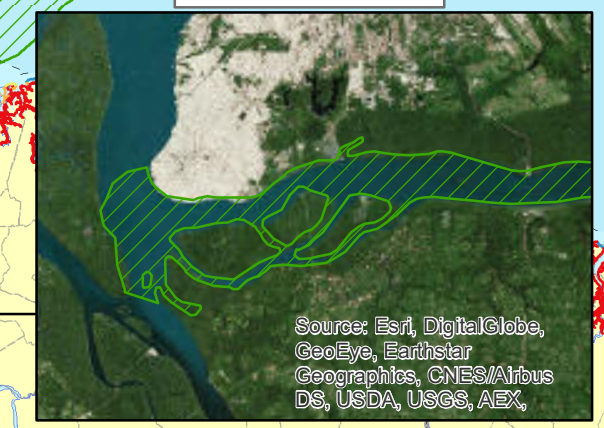 Source: Esri, DigitalGlobe,
GeoEye, Earthstar
Geographics, CNES/Airbus
DS, USDA, USGS, AEX,